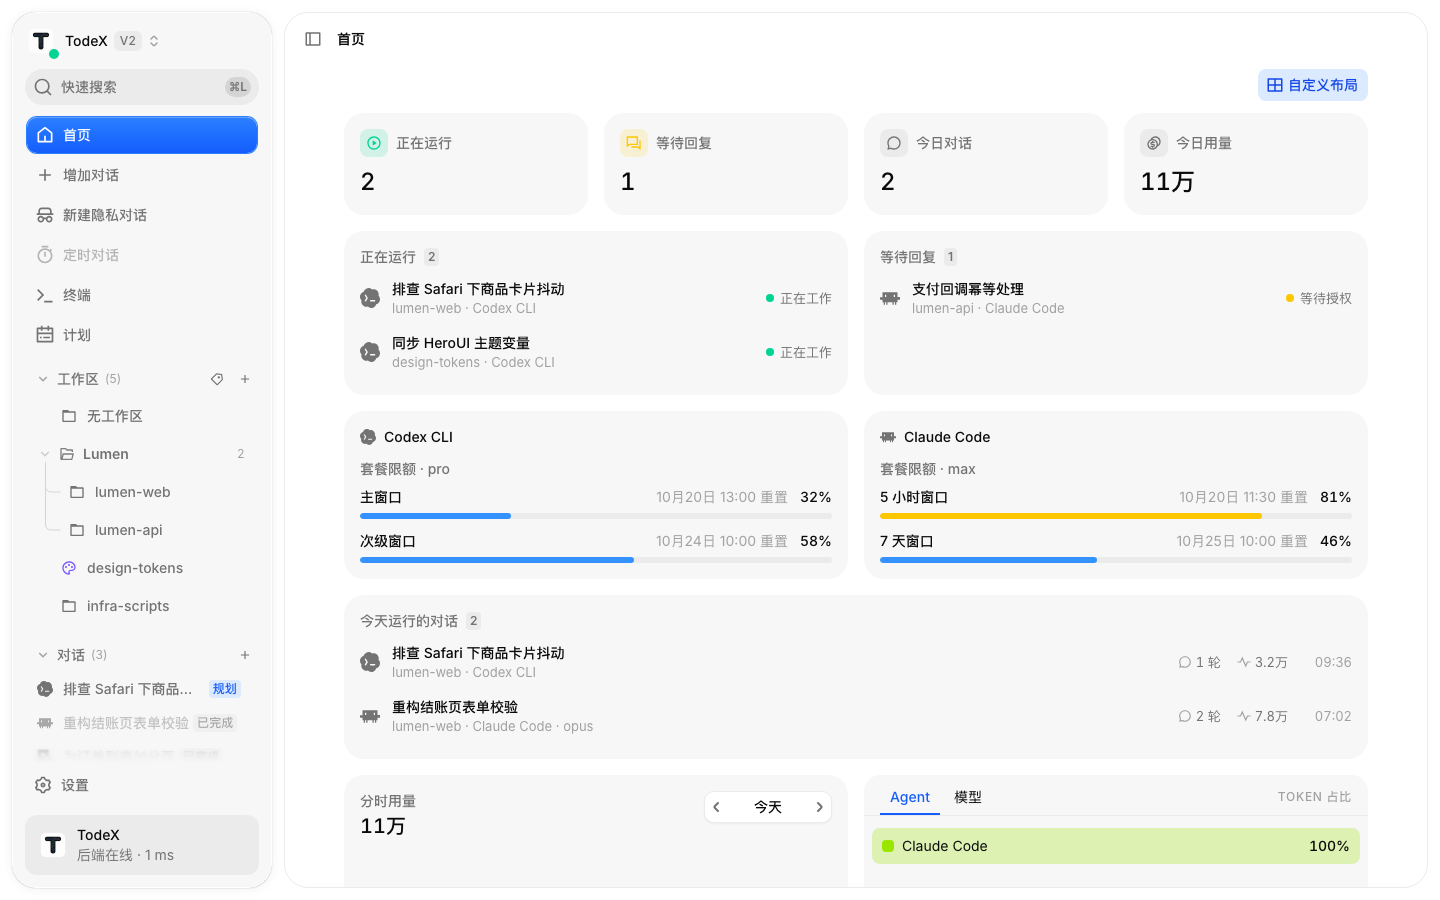 TodeX V2
快速搜索 ⌘L
首页
增加对话
新建隐私对话
定时对话
终端
计划
工作区 (5)
无工作区
Lumen 2
lumen-web
lumen-api
design-tokens
infra-scripts
对话 (3)
排查 Safari 下商品... 规划
重构结账页表单校验 已完成
设置
TodeX
后端在线 · 1 ms
首页
自定义布局
正在运行
2
等待回复
1
今日对话
2
今日用量
11万
正在运行 2
排查 Safari 下商品卡片抖动
lumen-web · Codex CLI
正在工作
同步 HeroUI 主题变量
design-tokens · Codex CLI
正在工作
等待回复 1
支付回调幂等处理
lumen-api · Claude Code
等待授权
Codex CLI
套餐限额 · pro
主窗口 10月20日 13:00 重置 32%
次级窗口 10月24日 10:00 重置 58%
Claude Code
套餐限额 · max
5 小时窗口 10月20日 11:30 重置 81%
7 天窗口 10月25日 10:00 重置 46%
今天运行的对话 2
排查 Safari 下商品卡片抖动
lumen-web · Codex CLI
1 轮 3.2万 09:36
重构结账页表单校验
lumen-web · Claude Code · opus
2 轮 7.8万 07:02
分时用量
11万
今天
Agent 模型 TOKEN 占比
Claude Code 100%